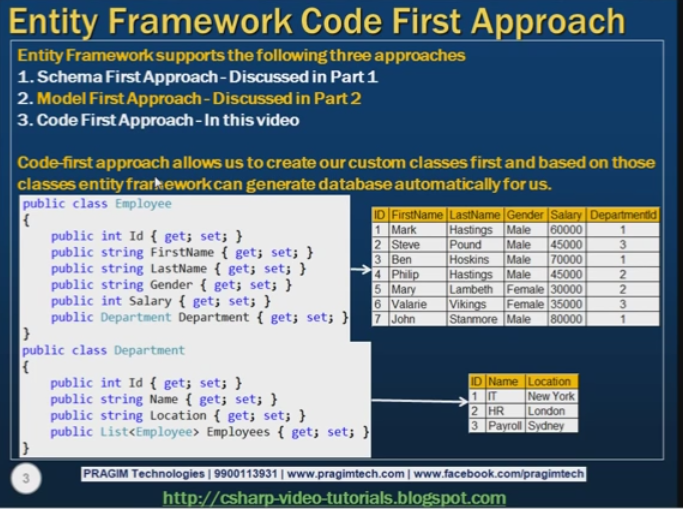 Entity Framework Code First Approach
Entity Framework supports the following three approaches
1. Schema First Approach - Discussed in Part 1
2. Model First Approach - Discussed in Part 2
3. Code First Approach - In this video
Code-first approach allows us to create our custom classes first and based on those
classes entity framework can generate database automatically for us.
public class Employee
{
public int Id { get; set; }
public string FirstName { get; set; }
public string LastName { get; set; }
public string Gender { get; set; }
public int Salary { get; set; }
public Department Department { get; set; }
}
public class Department
{
public int Id { get; set; }
public string Name { get; set; }
public string Location { get; set; }
public List<Employee> Employees { get; set; }
}
ID FirstName LastName Gender Salary DepartmentId
1 Mark Hastings Male 60000 1
2 Steve Pound Male 45000 3
3 Ben Hoskins Male 70000 1
4 Philip Hastings Male 45000 2
5 Mary Lambeth Female 30000 2
6 Valarie Vikings Female 35000 3
7 John Stanmore Male 80000 1
ID Name Location
1 IT New York
2 HR London
3 Payroll Sydney
3
PRAGIM Technologies | 9900113931 | www.pragimtech.com | www.facebook.com/pragimtech
http://csharp-video-tutorials.blogspot.com